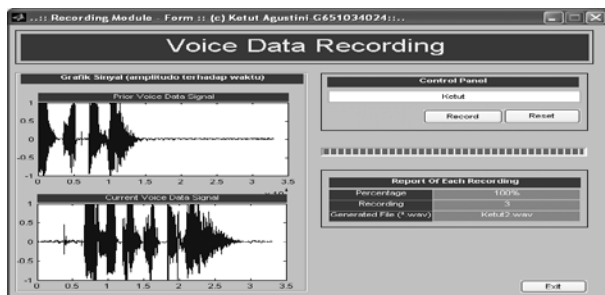 ..:: Recording Module - Form :: (c) Ketut Agustini-G651034024::..
Voice Data Recording
Grafik Sinyal (amplitudo terhadap waktu)
Prior Voice Data Signal
1
0.5
0
-0.5
-1
0 0.5 1 1.5 2 2.5 3 3.5
Current Voice Data Signal
1
0.5
0
-0.5
-1
0 0.5 1 1.5 2 2.5 3 3.5
Control Panel
Ketut
Record Reset
Report Of Each Recording
Percentage 100%
Recording 3
Generated File (*.wav) Ketut2.wav
Exit